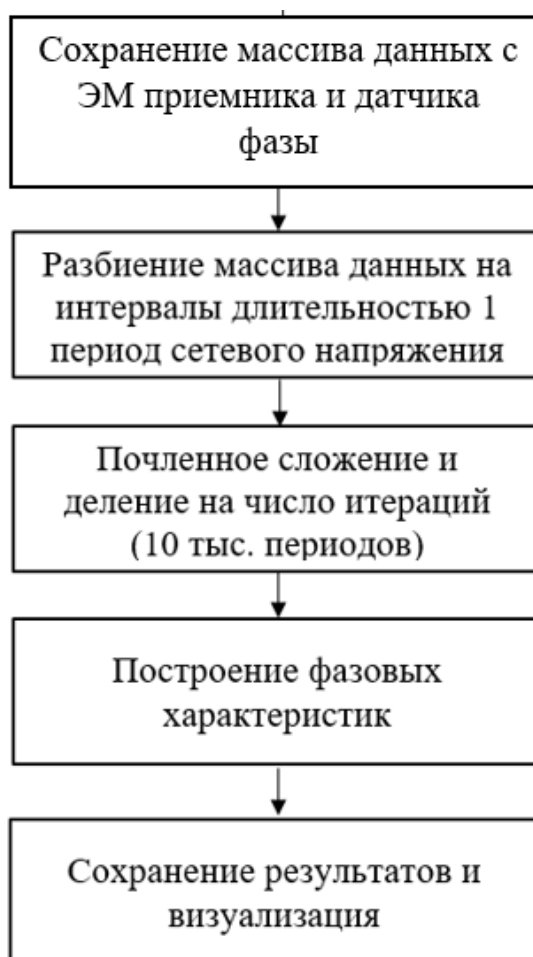 Сохранение массива данных с
ЭМ приемника и датчика
фазы
Разбиение массива данных на
интервалы длительностью 1
период сетевого напряжения
Почленное сложение и
деление на число итераций
(10 тыс. периодов)
Построение фазовых
характеристик
Сохранение результатов и
визуализация